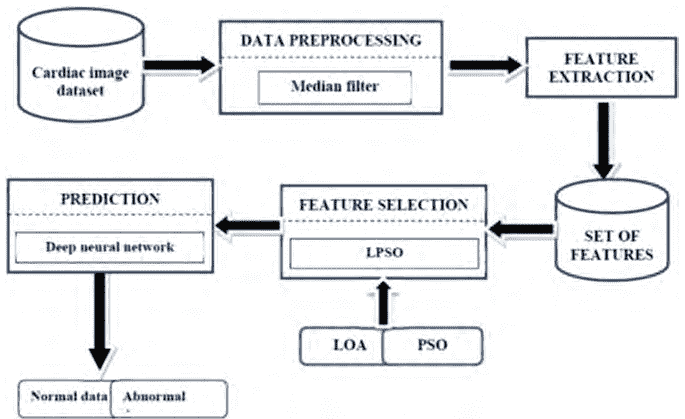 Cardiac image
dataset
DATA PREPROCESSING
Median filter
FEATURE
EXTRACTION
SET OF
FEATURES
FEATURE SELECTION
LPSO
LOA
PSO
PREDICTION
Deep neural network
Normal data
Abnormal